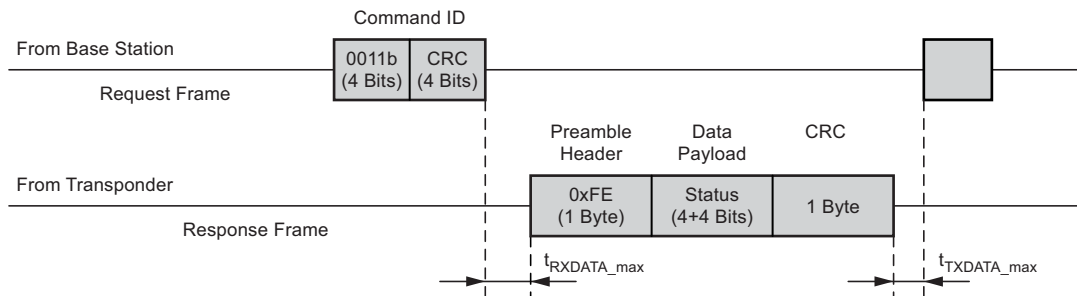 Command ID
From Base Station
0011b
(4 Bits)
CRC
(4 Bits)
Request Frame
Preamble
Header
Data
Payload
CRC
From Transponder
0xFE
(1 Byte)
Status
(4+4 Bits)
1 Byte
Response Frame
tRXDATA_max
tTXDATA_max